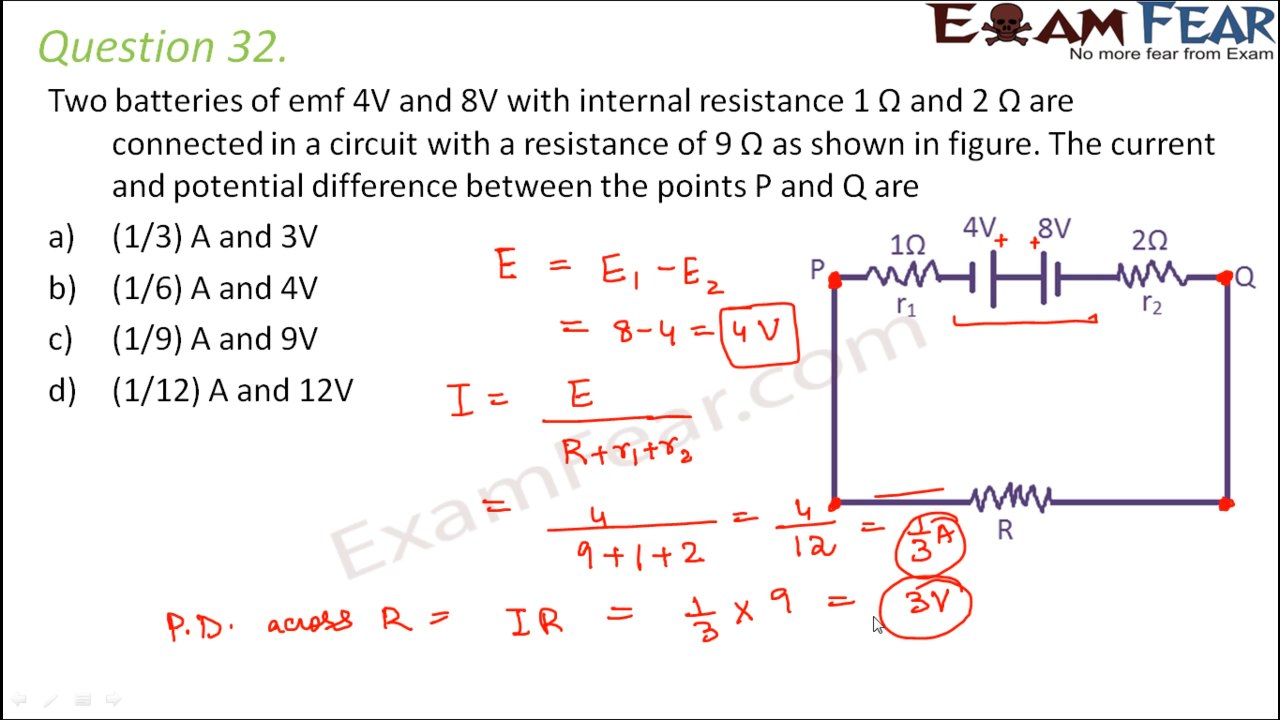 Question 32.
EXAM FEAR
No more fear from Exam
Two batteries of emf 4V and 8V with internal resistance 1 Ω and 2 Ω are
connected in a circuit with a resistance of 9 Ω as shown in figure. The current
and potential difference between the points P and Q are
a) (1/3) A and 3V
b) (1/6) A and 4V
c) (1/9) A and 9V
d) (1/12) A and 12V
E = E₁ - E₂
= 8 - 4 = 4 V
I = E / R + r₁ + r₂
= 4 / 9 + 1 + 2 = 4 / 12 = 1/3 A
P.D. across R = IR = 1/3 × 9 = 3V
4V + + 8V
1Ω 2Ω
P Q
r₁ r₂
R
ExamFear.com